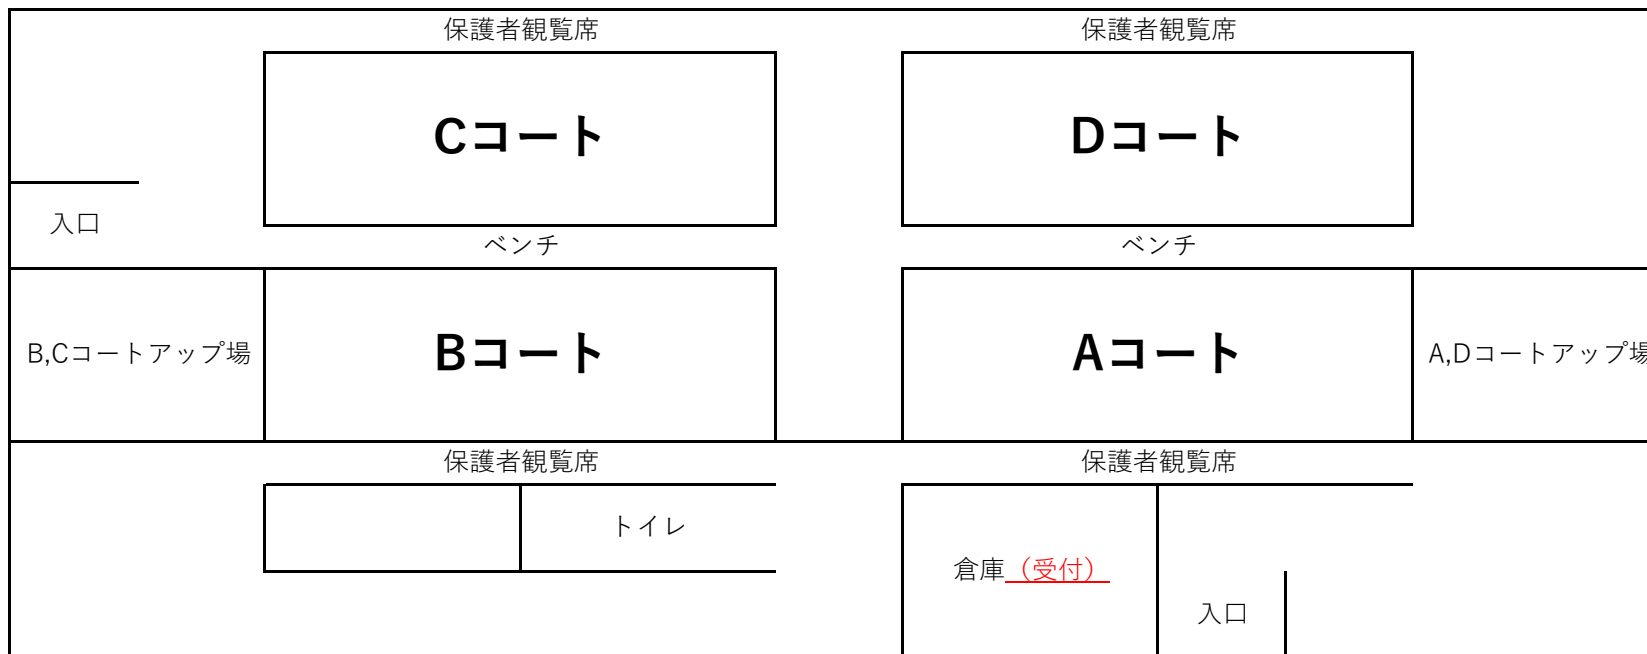 保護者観覧席
保護者観覧席
Cコート
Dコート
入口
ベンチ
ベンチ
B,Cコートアップ場
Bコート
Aコート
A,Dコートアップ場
保護者観覧席
保護者観覧席
トイレ
倉庫（受付）
入口